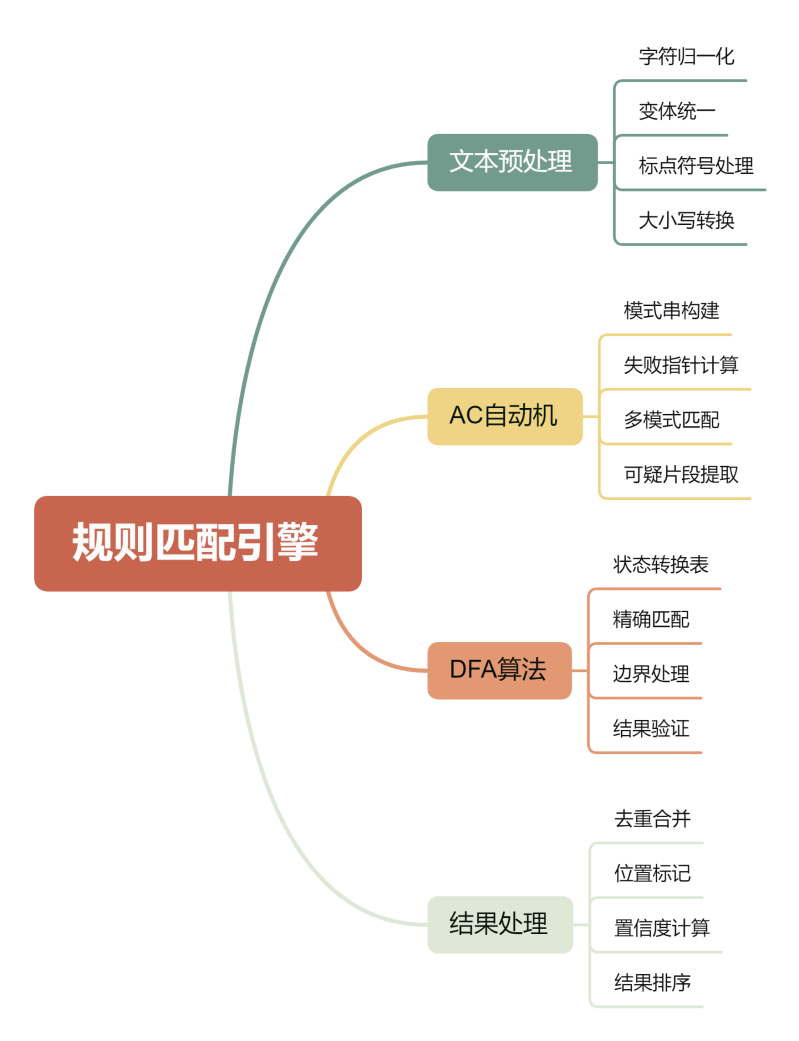 规则匹配引擎
文本预处理
字符归一化
变体统一
标点符号处理
大小写转换
AC自动机
模式串构建
失败指针计算
多模式匹配
可疑片段提取
DFA算法
状态转换表
精确匹配
边界处理
结果验证
结果处理
去重合并
位置标记
置信度计算
结果排序